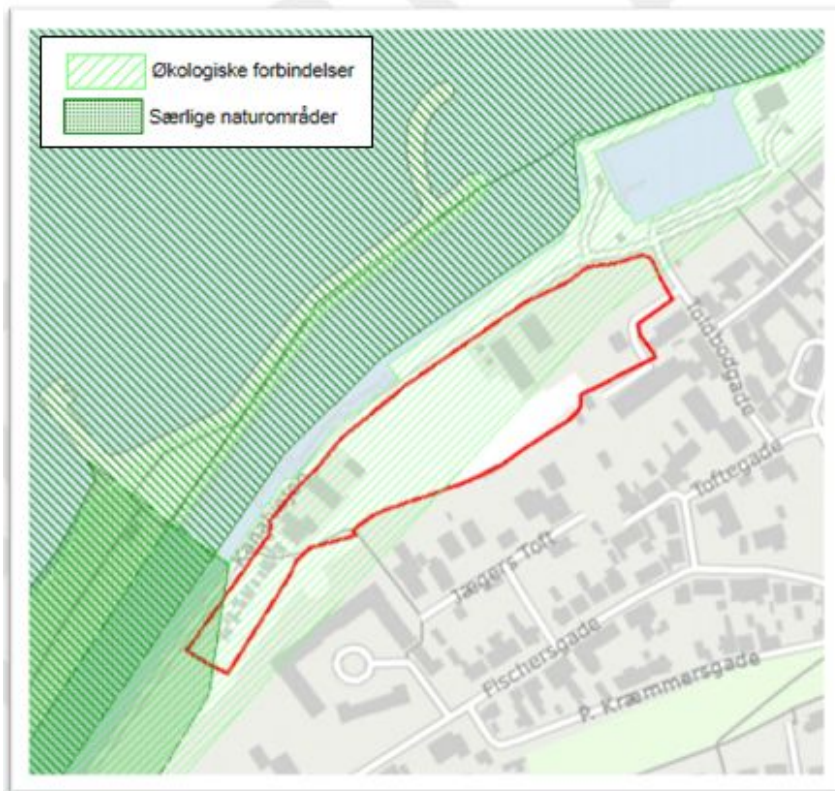 Økologiske forbindelser
Særlige naturområder
Toldbodgade
Toftegade
Jægers Toft
Fischersgade
P. Kræmmersgade